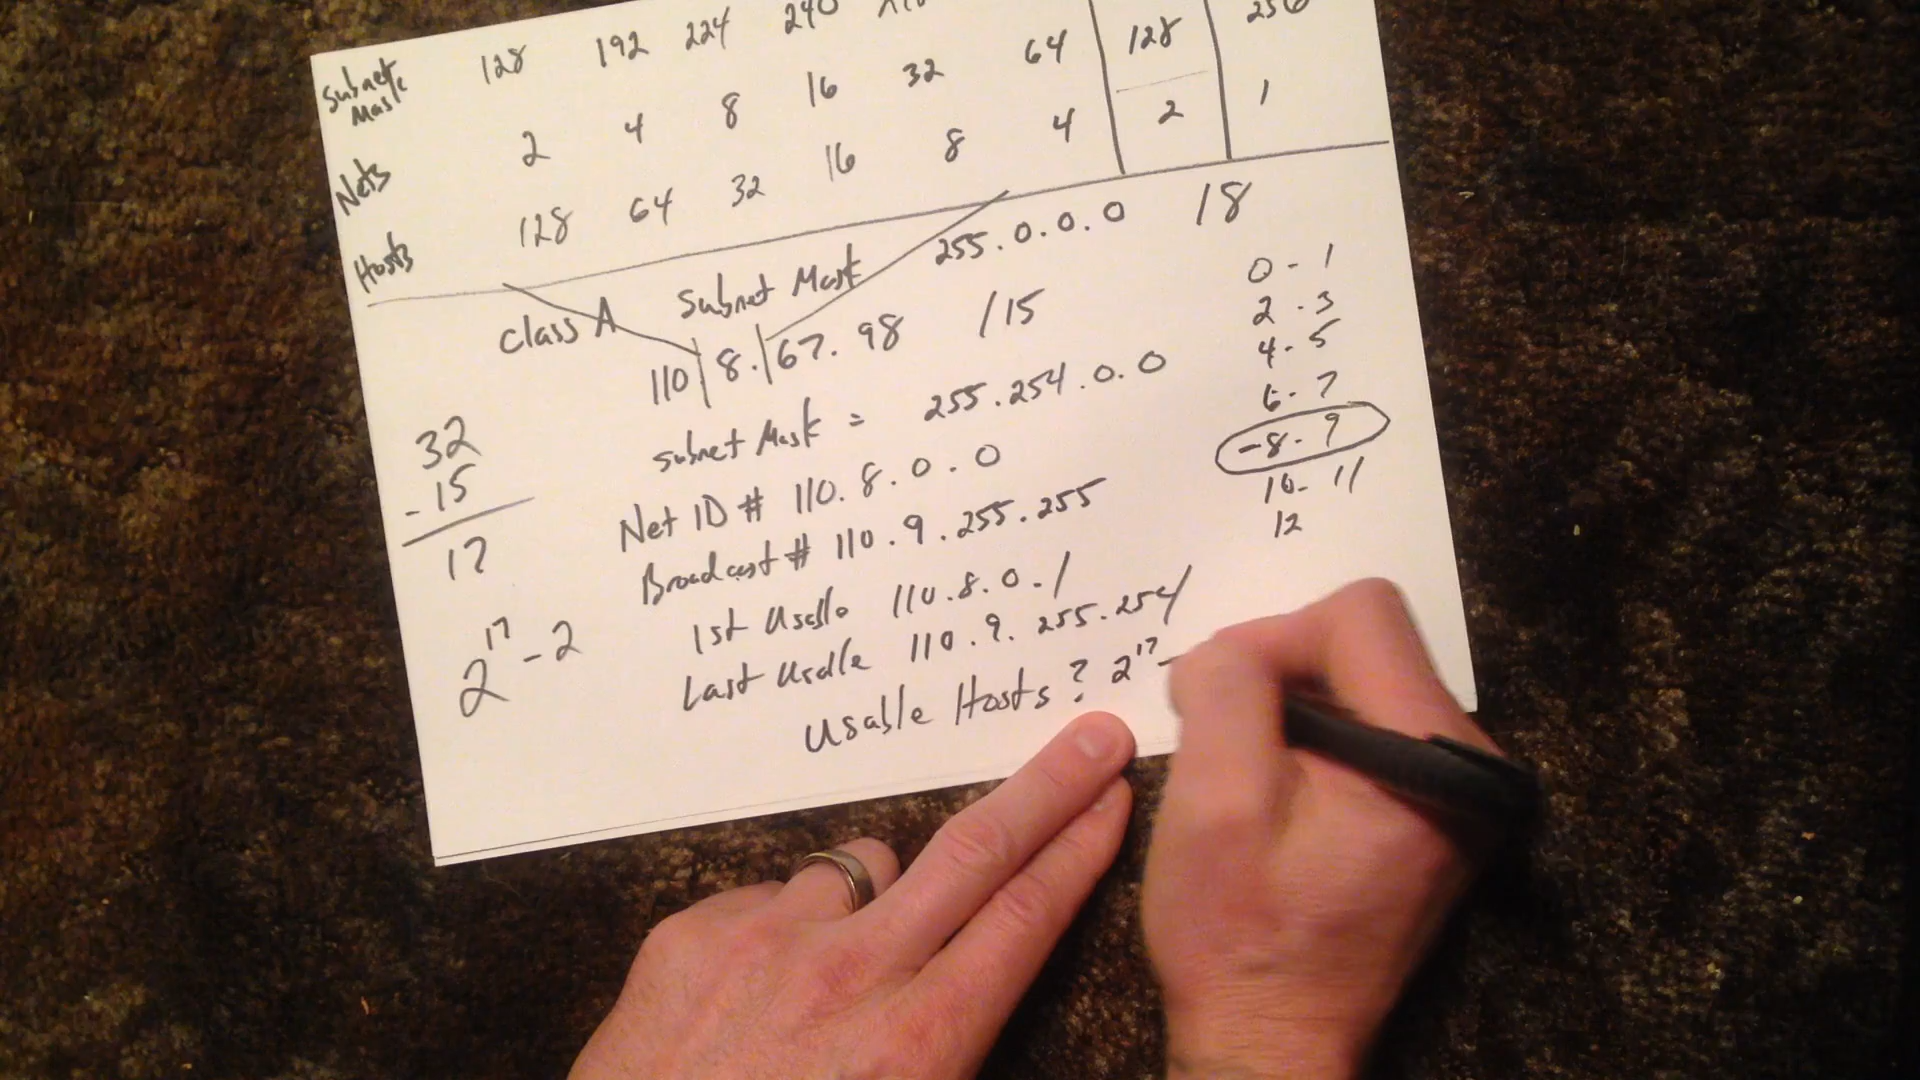 Subnet Mask 128 192 224 240
Nets 2 4 8 16 32 64 128 256
Hosts 128 64 32 16 8 4 2 1
Class A Subnet Mask 255.0.0.0 /8
110 8. 67. 98 /15
Subnet Mask = 255.254.0.0
Net ID # 110.8.0.0
Broadcast # 110.9.255.255
1st Usable 110.8.0.1
Last Usable 110.9.255.254
Usable Hosts? 2^17 -
32
- 15
17
2^17 - 2
0 - 1
2 - 3
4 - 5
6 - 7
- 8 - 9
10 - 11
12